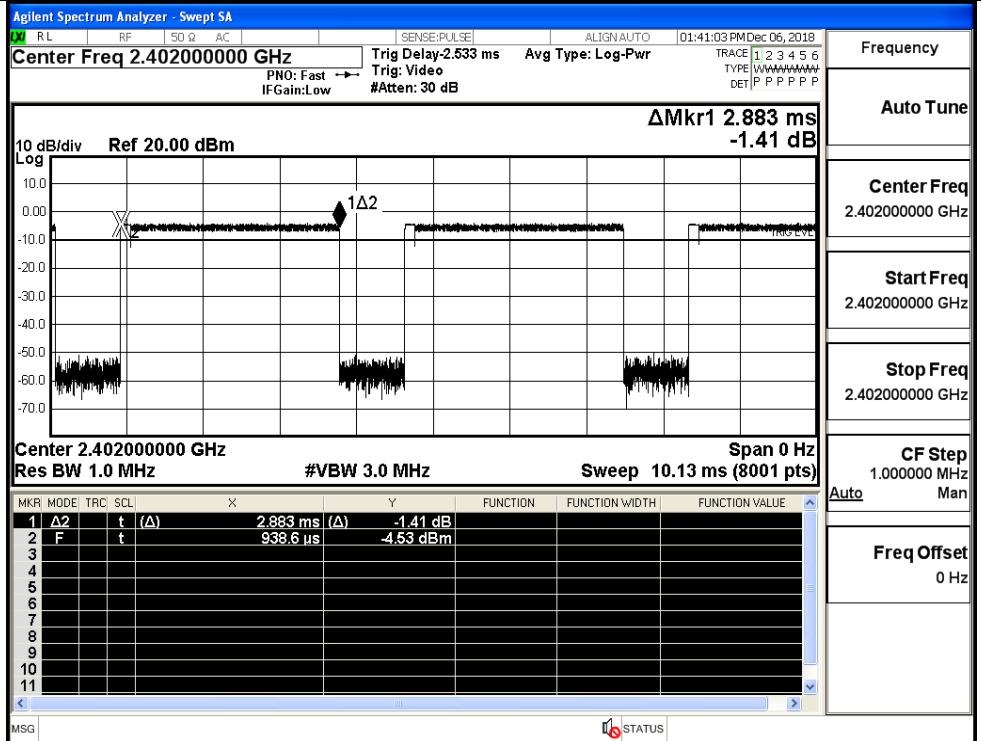 Agilent Spectrum Analyzer - Swept SA
LXI RL RF 50 Ω AC SENSE:PULSE ALIGN AUTO 01:41:03 PM Dec 06, 2018
Center Freq 2.402000000 GHz Trig Delay-2.533 ms Avg Type: Log-Pwr TRACE 1 2 3 4 5 6
PNO: Fast Trig: Video TYPE WWWWWW
IFGain:Low #Atten: 30 dB DET P P P P P P
ΔMkr1 2.883 ms
-1.41 dB
10 dB/div Ref 20.00 dBm
Log
10.0
0.00
-10.0
-20.0
-30.0
-40.0
-50.0
-60.0
-70.0
1Δ2
2
TRIG LVL
Center 2.402000000 GHz Span 0 Hz
Res BW 1.0 MHz #VBW 3.0 MHz Sweep 10.13 ms (8001 pts)
MKR MODE TRC SCL X Y FUNCTION FUNCTION WIDTH FUNCTION VALUE
1 Δ2 t (Δ) 2.883 ms (Δ) -1.41 dB
2 F t 938.6 µs -4.53 dBm
3
4
5
6
7
8
9
10
11
MSG STATUS
Frequency
Auto Tune
Center Freq
2.402000000 GHz
Start Freq
2.402000000 GHz
Stop Freq
2.402000000 GHz
CF Step
1.000000 MHz
Auto Man
Freq Offset
0 Hz